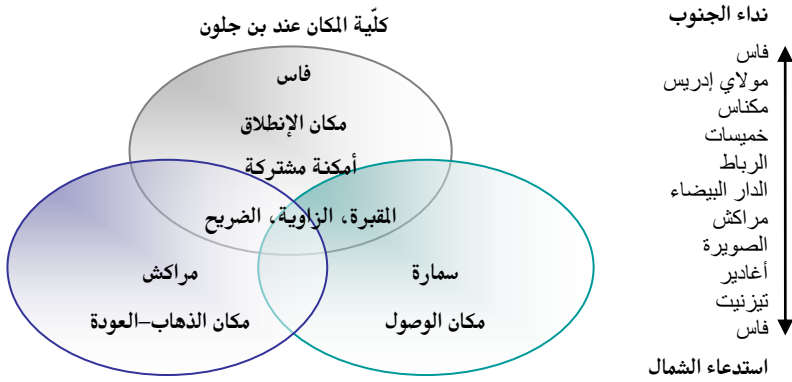 كلّية المكان عند بن جلون
فاس
مكان الإنطلاق
أمكنة مشتركة
المقبرة، الزاوية، الضريح
مراكش
مكان الذهاب–العودة
سمارة
مكان الوصول
نداء الجنوب
فاس
مولاي إدريس
مكناس
خميسات
الرباط
الدار البيضاء
مراكش
الصويرة
أغادير
تيزنيت
فاس
استدعاء الشمال